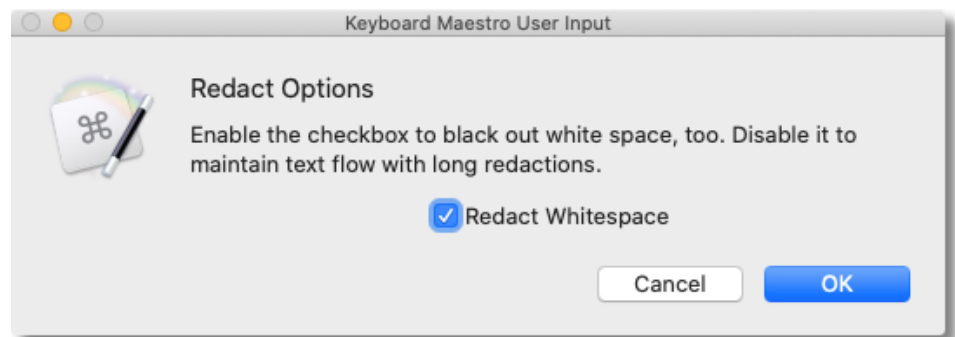 Keyboard Maestro User Input
Redact Options
Enable the checkbox to black out white space, too. Disable it to
maintain text flow with long redactions.
Redact Whitespace
Cancel
OK